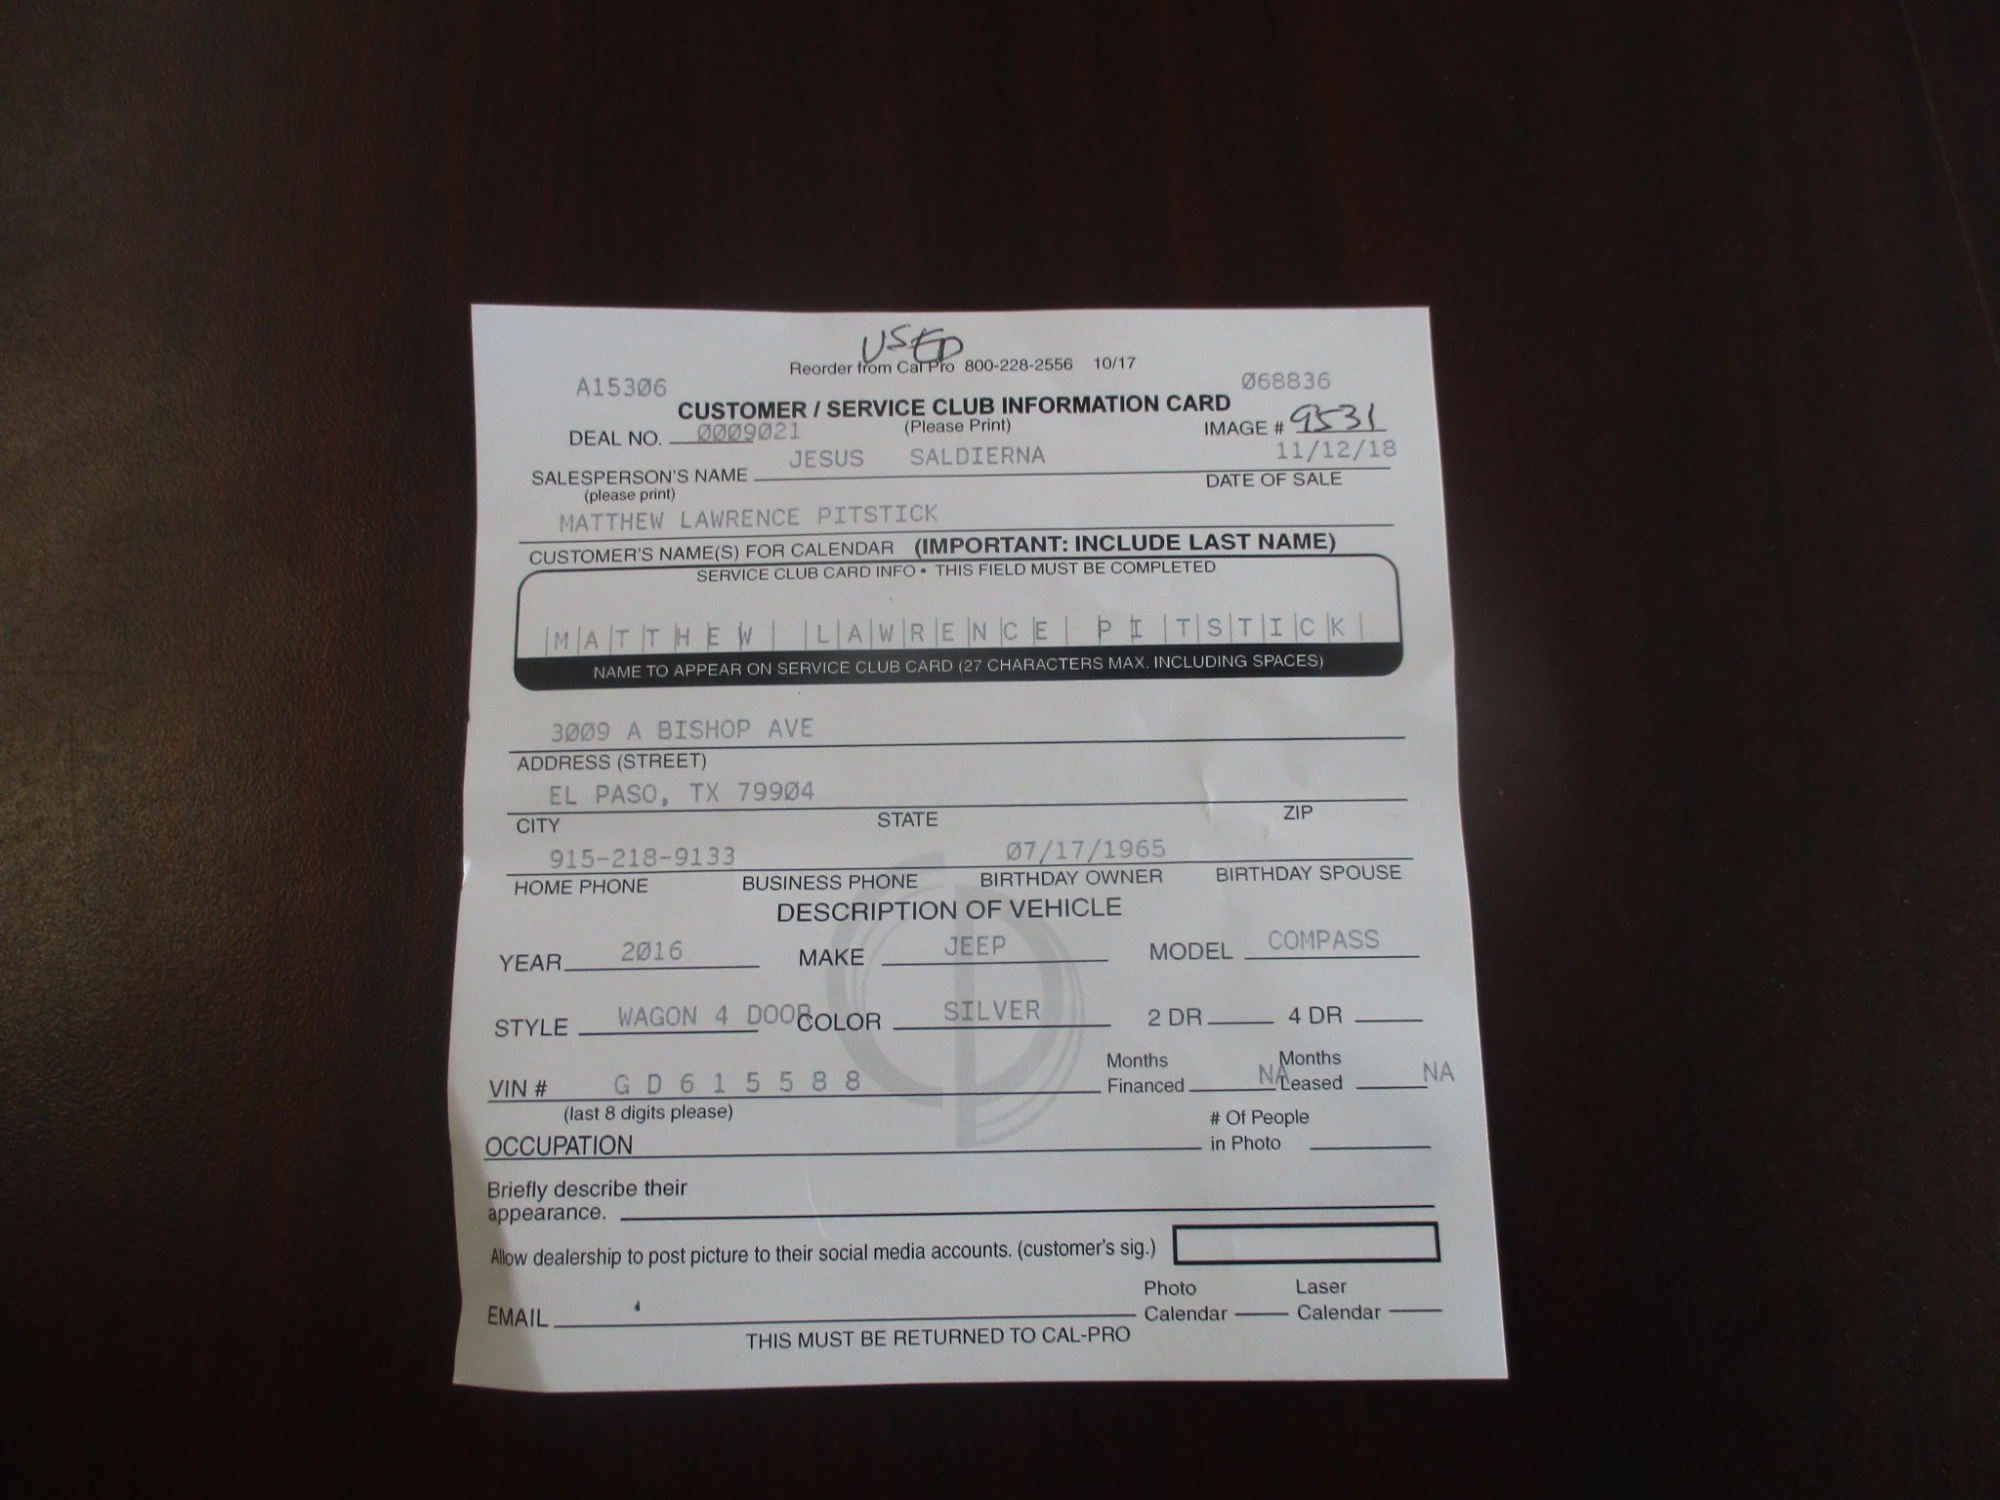 USED
Reorder from Cal Pro 800-228-2556 10/17
A15306 068836
CUSTOMER / SERVICE CLUB INFORMATION CARD
DEAL NO. 0009021 (Please Print) IMAGE # 9531
JESUS SALDIERNA 11/12/18
SALESPERSON'S NAME DATE OF SALE
(please print)
MATTHEW LAWRENCE PITSTICK
CUSTOMER'S NAME(S) FOR CALENDAR (IMPORTANT: INCLUDE LAST NAME)
SERVICE CLUB CARD INFO • THIS FIELD MUST BE COMPLETED
MATTHEW LAWRENCE PITSTICK
NAME TO APPEAR ON SERVICE CLUB CARD (27 CHARACTERS MAX. INCLUDING SPACES)
3009 A BISHOP AVE
ADDRESS (STREET)
EL PASO, TX 79904
CITY STATE ZIP
915-218-9133 07/17/1965
HOME PHONE BUSINESS PHONE BIRTHDAY OWNER BIRTHDAY SPOUSE
DESCRIPTION OF VEHICLE
YEAR 2016 MAKE JEEP MODEL COMPASS
STYLE WAGON 4 DOOR COLOR SILVER 2 DR 4 DR
Months Months
VIN # G D 6 1 5 5 8 8 Financed NA Leased NA
(last 8 digits please)
# Of People
OCCUPATION in Photo
Briefly describe their
appearance.
Allow dealership to post picture to their social media accounts. (customer's sig.)
Photo Laser
EMAIL Calendar Calendar
THIS MUST BE RETURNED TO CAL-PRO